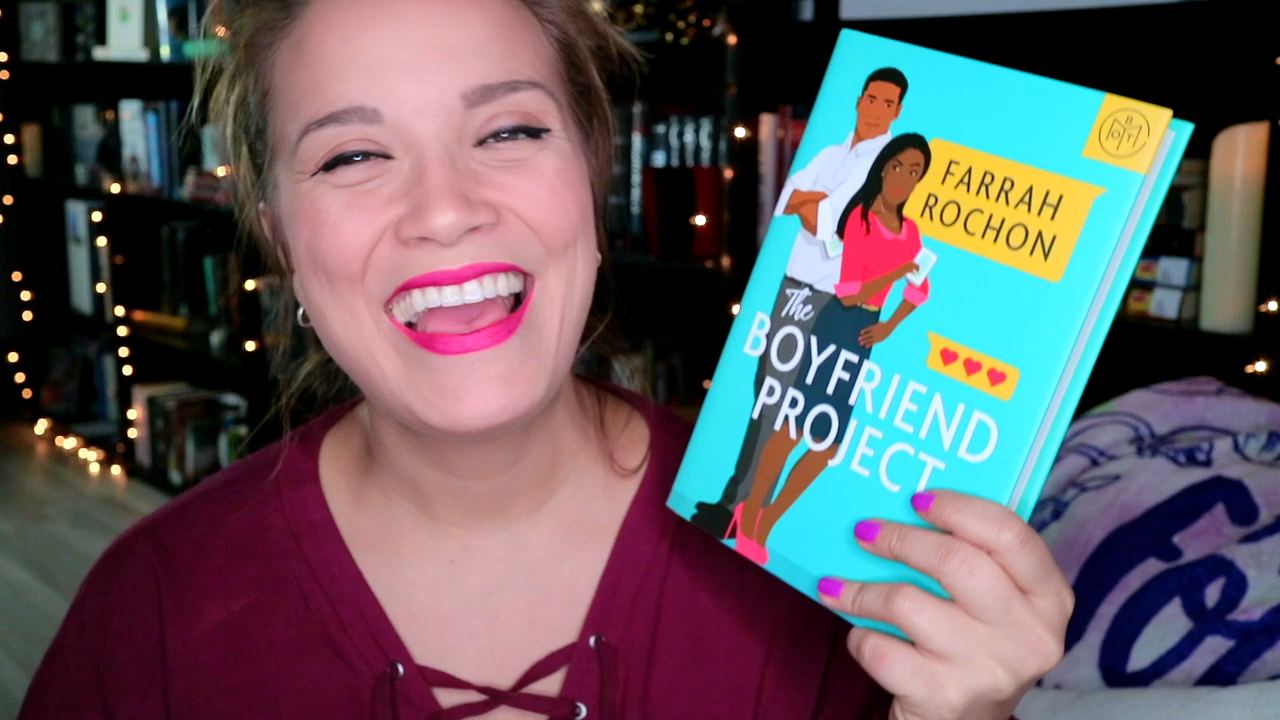 FARRAH
ROCHON
The
BOYFRIEND
PROJECT
B
O T M